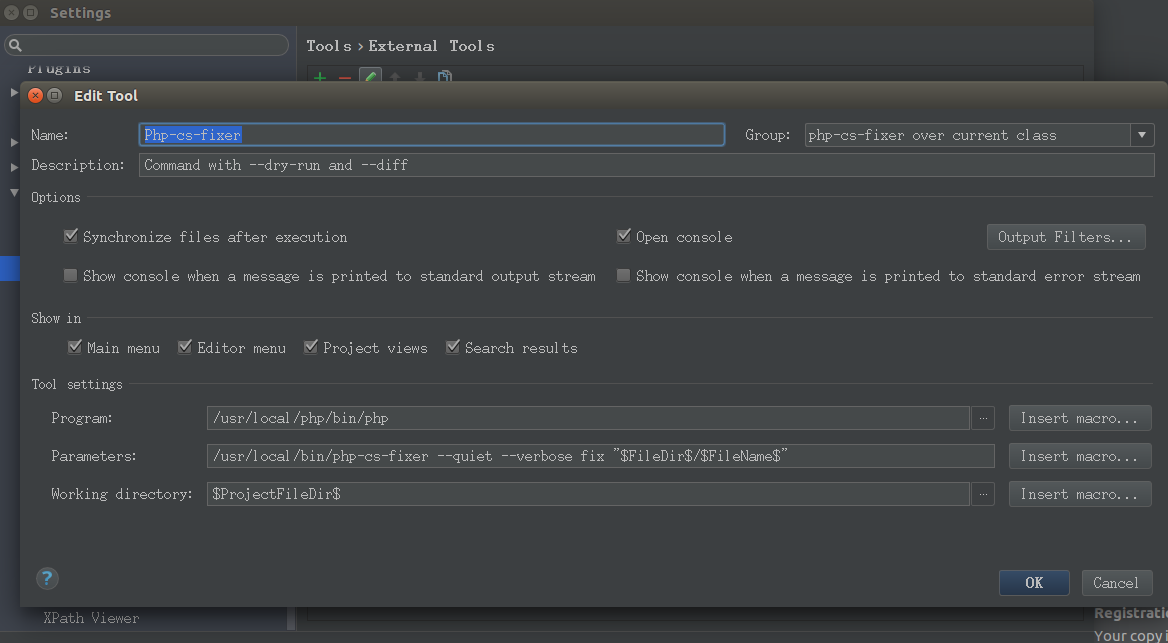 Settings
Tools › External Tools
Plugins
Edit Tool
Name: Php-cs-fixer Group: php-cs-fixer over current class
Description: Command with --dry-run and --diff
Options
Synchronize files after execution Open console Output Filters...
Show console when a message is printed to standard output stream Show console when a message is printed to standard error stream
Show in
Main menu Editor menu Project views Search results
Tool settings
Program: /usr/local/php/bin/php ... Insert macro...
Parameters: /usr/local/bin/php-cs-fixer --quiet --verbose fix "$FileDir$/$FileName$" Insert macro...
Working directory: $ProjectFileDir$ ... Insert macro...
? OK Cancel
XPath Viewer
Registrati
Your copy i